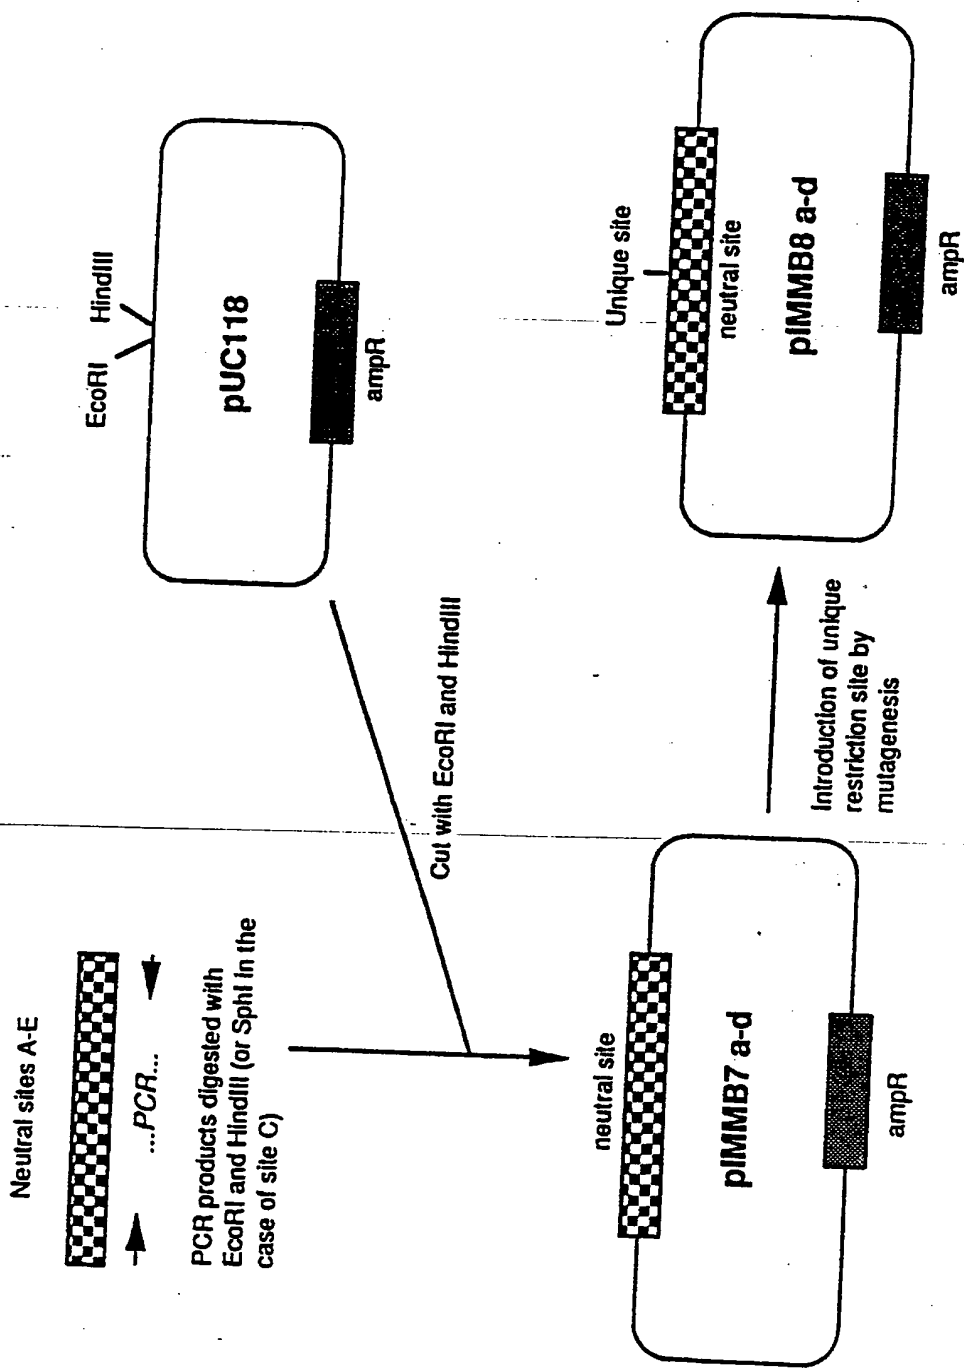 Neutral sites A-E
...PCR...
PCR products digested with
EcoRI and HindIII (or SphI in the
case of site C)
EcoRI
HindIII
pUC118
ampR
Cut with EcoRI and HindIII
neutral site
pIMMB7 a-d
ampR
Introduction of unique
restriction site by
mutagenesis
Unique site
neutral site
pIMMB8 a-d
ampR